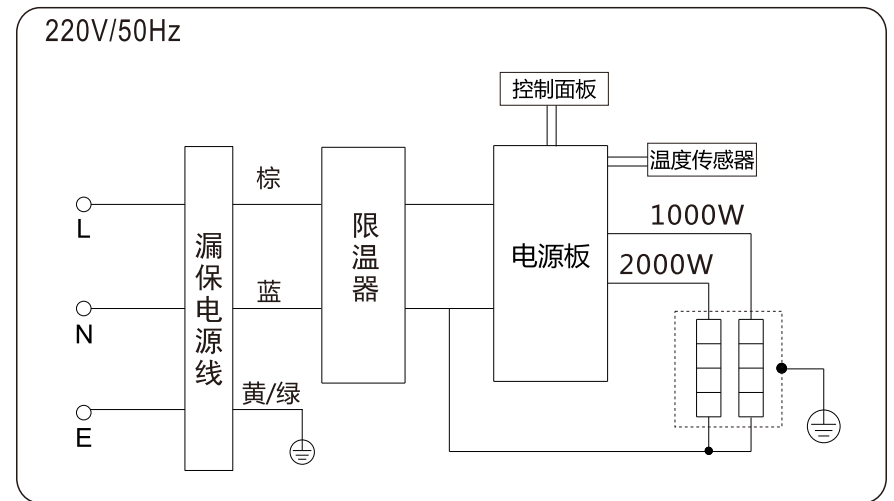 220V/50Hz
控制面板
温度传感器
棕
1000W
L
漏保电源线
限温器
电源板
2000W
蓝
N
黄/绿
E